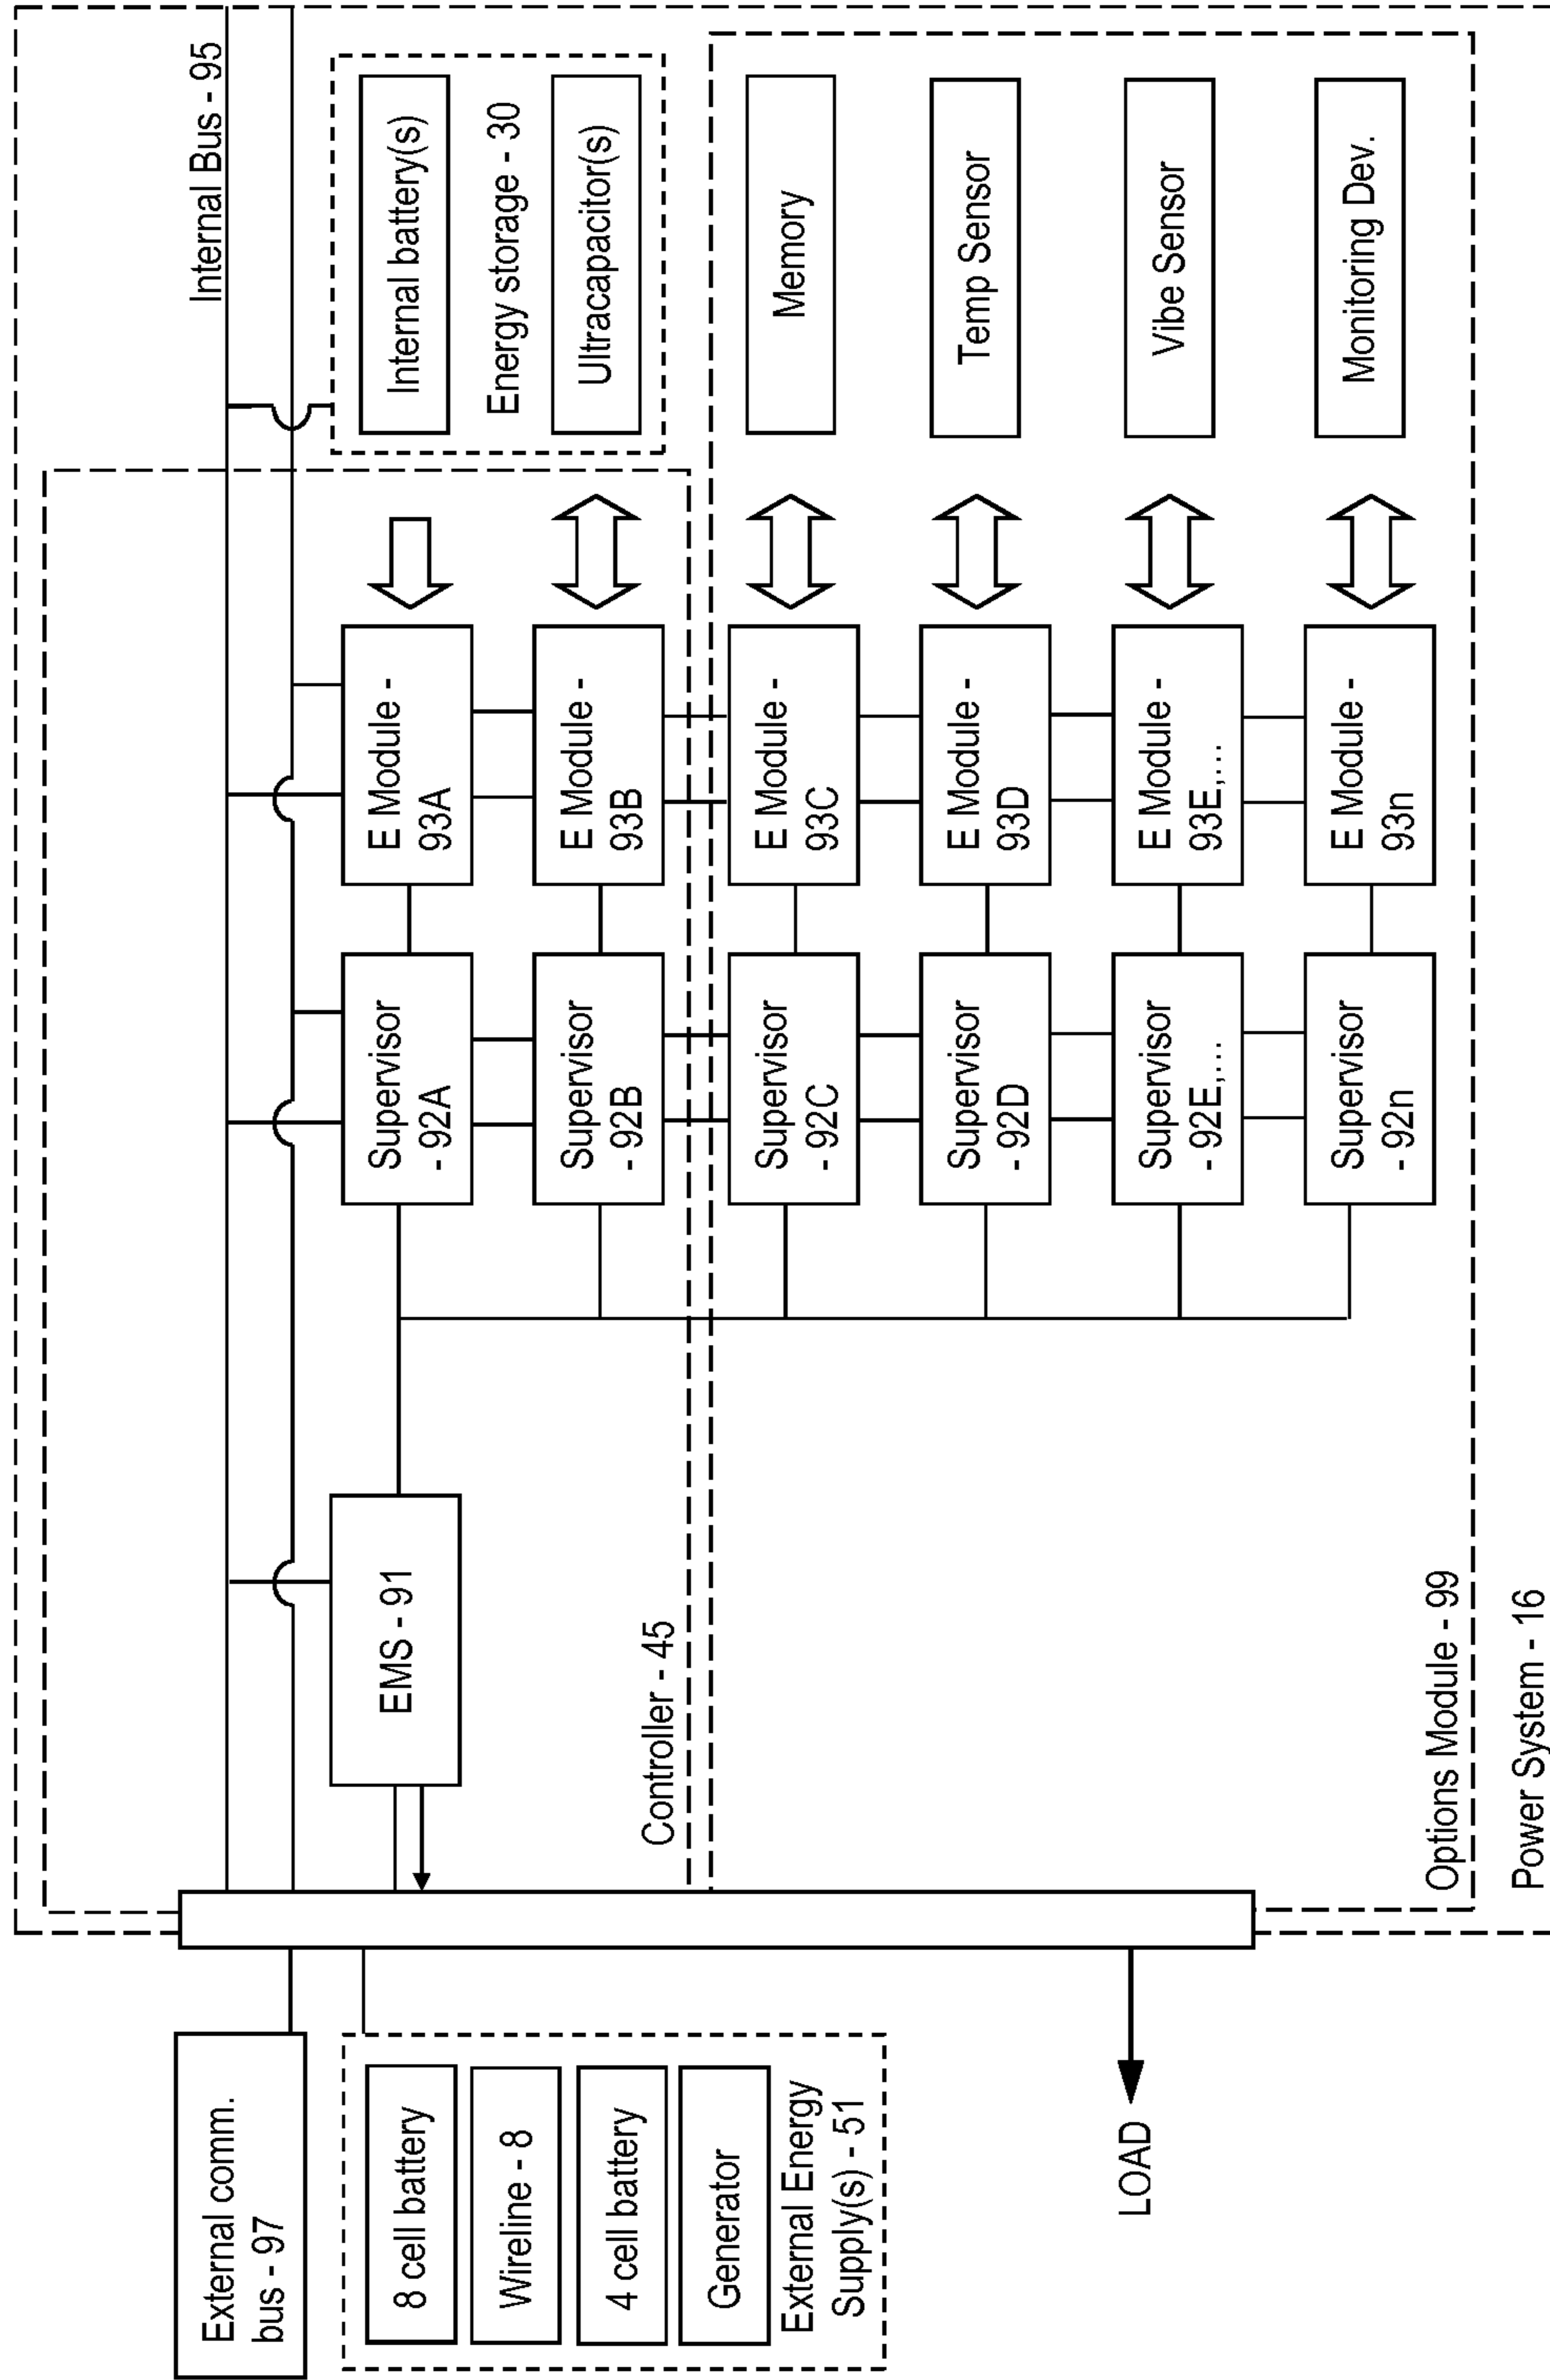 External comm.
bus - 97
8 cell battery
Wireline - 8
4 cell battery
Generator
External Energy
Supply(s) - 51
LOAD
Internal Bus - 95
EMS - 91
Controller - 45
Supervisor
- 92A
E Module -
93A
Internal battery(s)
Energy storage - 30
Supervisor
- 92B
E Module -
93B
Ultracapacitor(s)
Supervisor
- 92C
E Module -
93C
Memory
Supervisor
- 92D
E Module -
93D
Temp Sensor
Supervisor
- 92E,...
E Module -
93E,...
Vibe Sensor
Supervisor
- 92n
E Module -
93n
Monitoring Dev.
Options Module - 99
Power System - 16